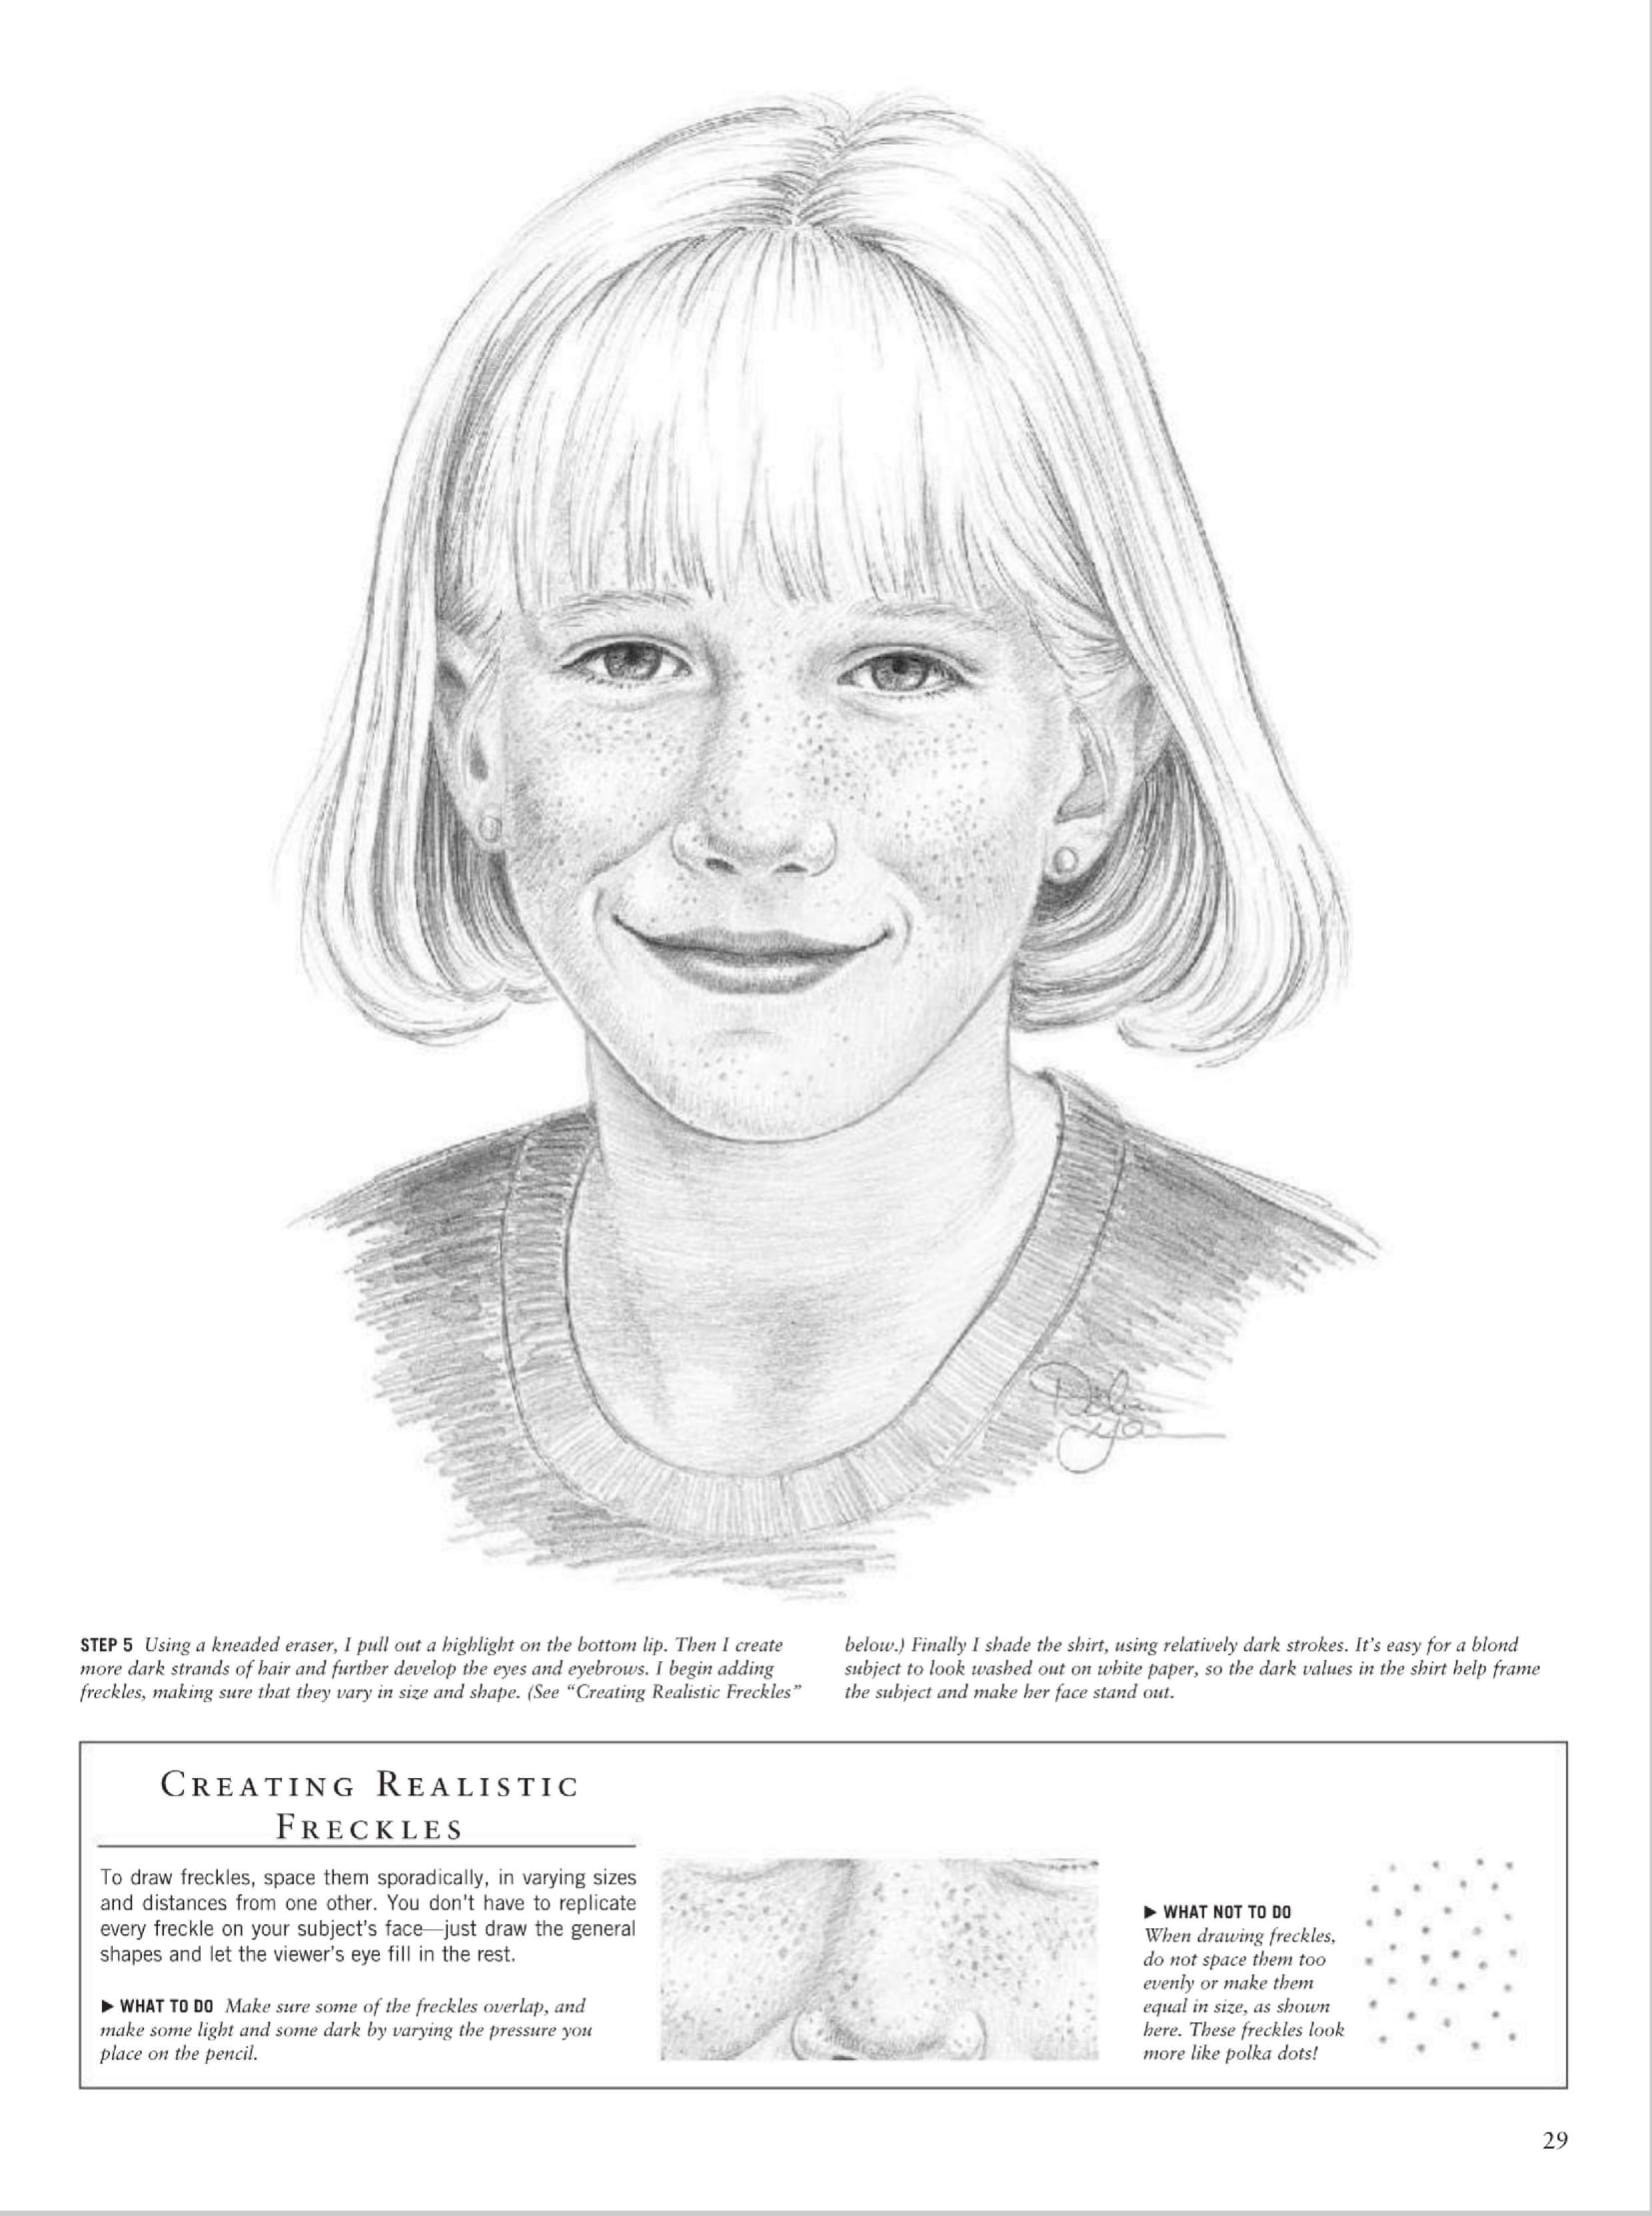 STEP 5 Using a kneaded eraser, I pull out a highlight on the bottom lip. Then I create
more dark strands of hair and further develop the eyes and eyebrows. I begin adding
freckles, making sure that they vary in size and shape. (See “Creating Realistic Freckles”
below.) Finally I shade the shirt, using relatively dark strokes. It’s easy for a blond
subject to look washed out on white paper, so the dark values in the shirt help frame
the subject and make her face stand out.
CREATING REALISTIC
FRECKLES
To draw freckles, space them sporadically, in varying sizes
and distances from one other. You don’t have to replicate
every freckle on your subject’s face—just draw the general
shapes and let the viewer’s eye fill in the rest.
▶ WHAT TO DO Make sure some of the freckles overlap, and
make some light and some dark by varying the pressure you
place on the pencil.
▶ WHAT NOT TO DO
When drawing freckles,
do not space them too
evenly or make them
equal in size, as shown
here. These freckles look
more like polka dots!
29